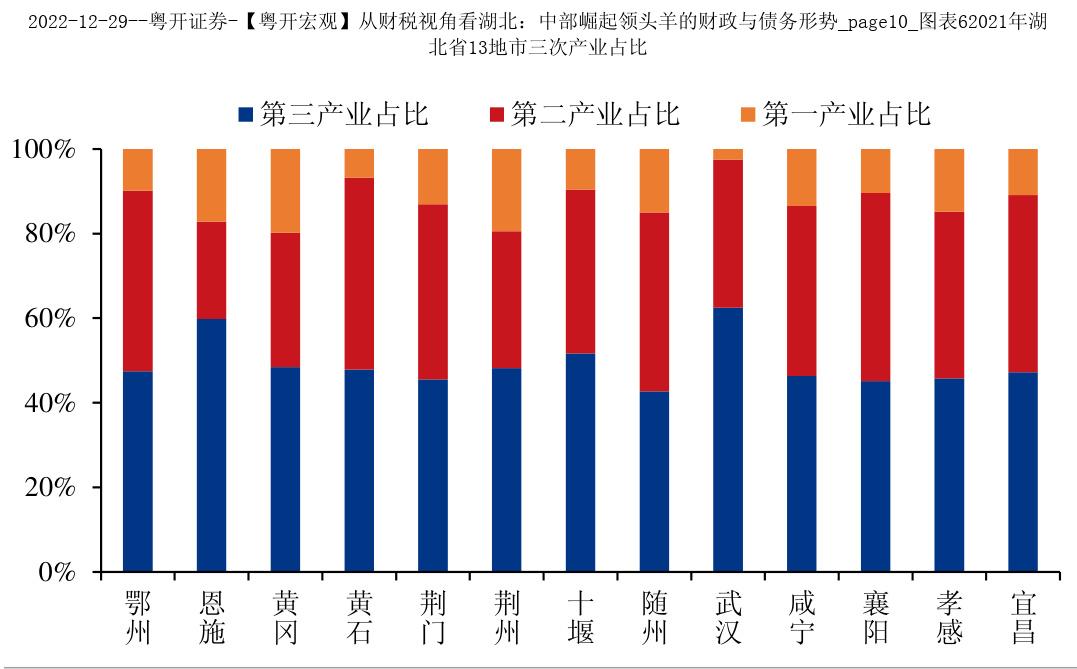 2022-12-29--粤开证券-【粤开宏观】从财税视角看湖北：中部崛起领头羊的财政与债务形势_page10_图表62021年湖
北省13地市三次产业占比
第三产业占比 第二产业占比 第一产业占比
100%
80%
60%
40%
20%
0%
鄂州 恩施 黄冈 黄石 荆门 荆州 十堰 随州 武汉 咸宁 襄阳 孝感 宜昌